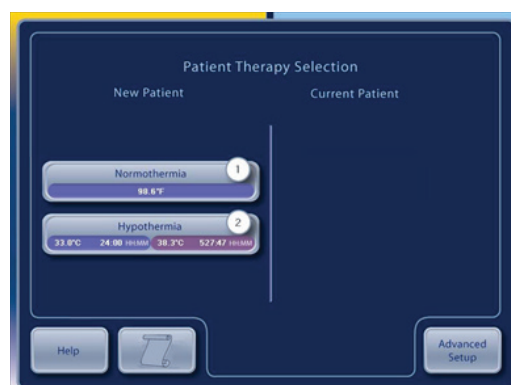 Patient Therapy Selection
New Patient
Current Patient
Normothermia
1
98.6°F
Hypothermia
2
33.0°C 24:00 HH:MM 38.3°C 527:47 HH:MM
Help
Advanced
Setup